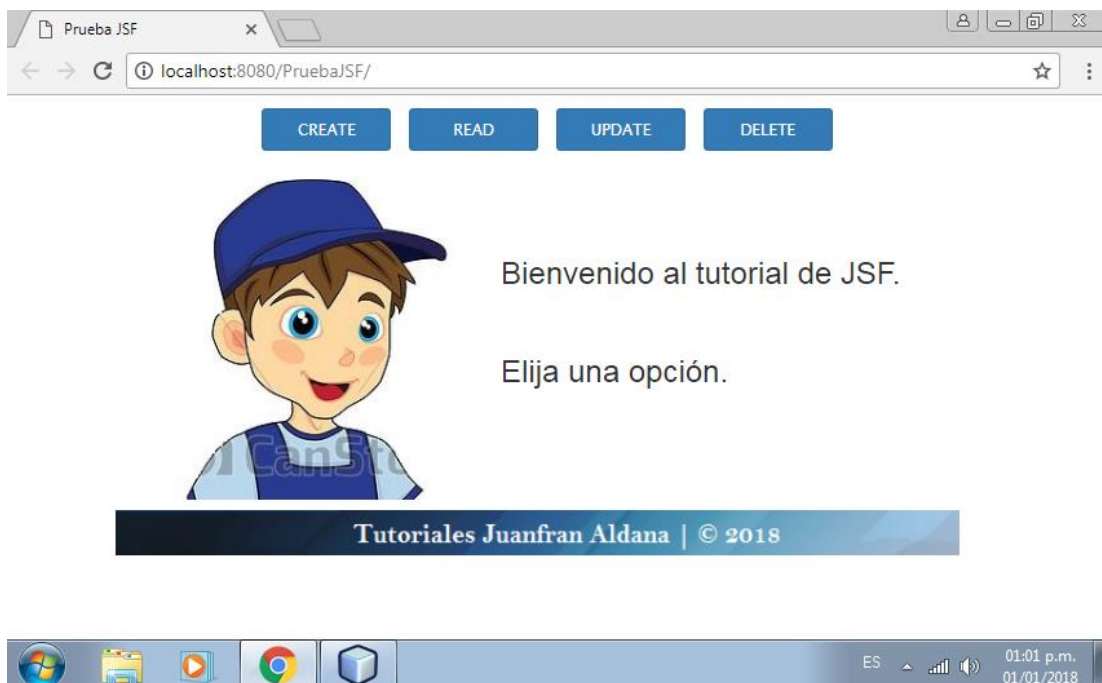 Prueba JSF
localhost:8080/PruebaJSF/
CREATE READ UPDATE DELETE
Bienvenido al tutorial de JSF.
Elija una opción.
CanSto
Tutoriales Juanfran Aldana | © 2018
ES
01:01 p.m.
01/01/2018